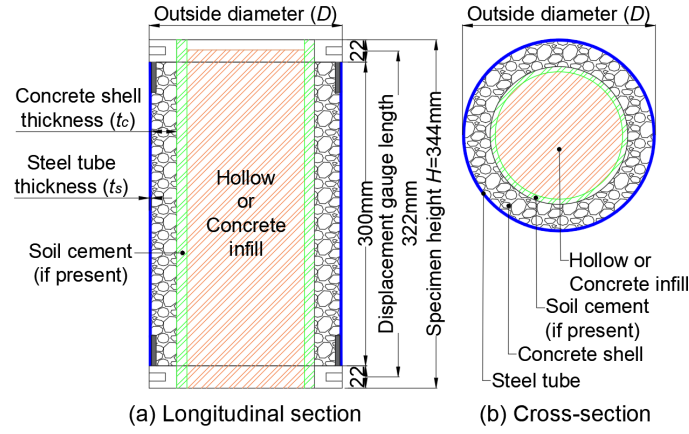 Outside diameter (D)
Outside diameter (D)
22
Concrete shell
thickness (tc)
Steel tube
thickness (ts)
Hollow
or
Concrete
infill
Soil cement
(if present)
300mm
Displacement gauge length
322mm
Specimen height H=344mm
22
Hollow or
Concrete infill
Soil cement
(if present)
Concrete shell
Steel tube
(a) Longitudinal section
(b) Cross-section